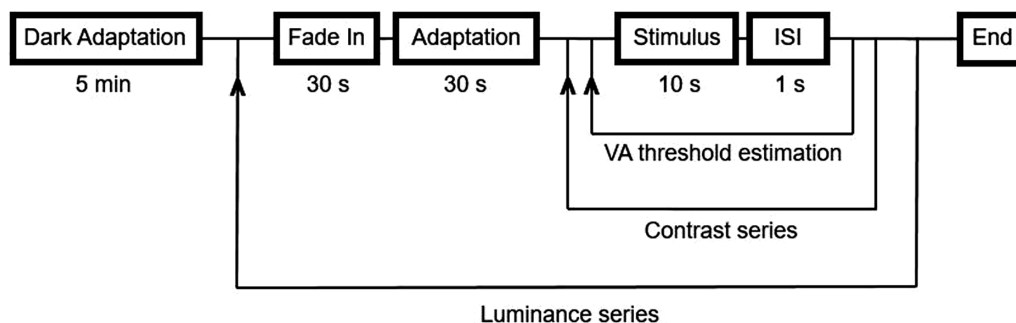 Dark Adaptation Fade In Adaptation Stimulus ISI End
5 min 30 s 30 s 10 s 1 s
VA threshold estimation
Contrast series
Luminance series